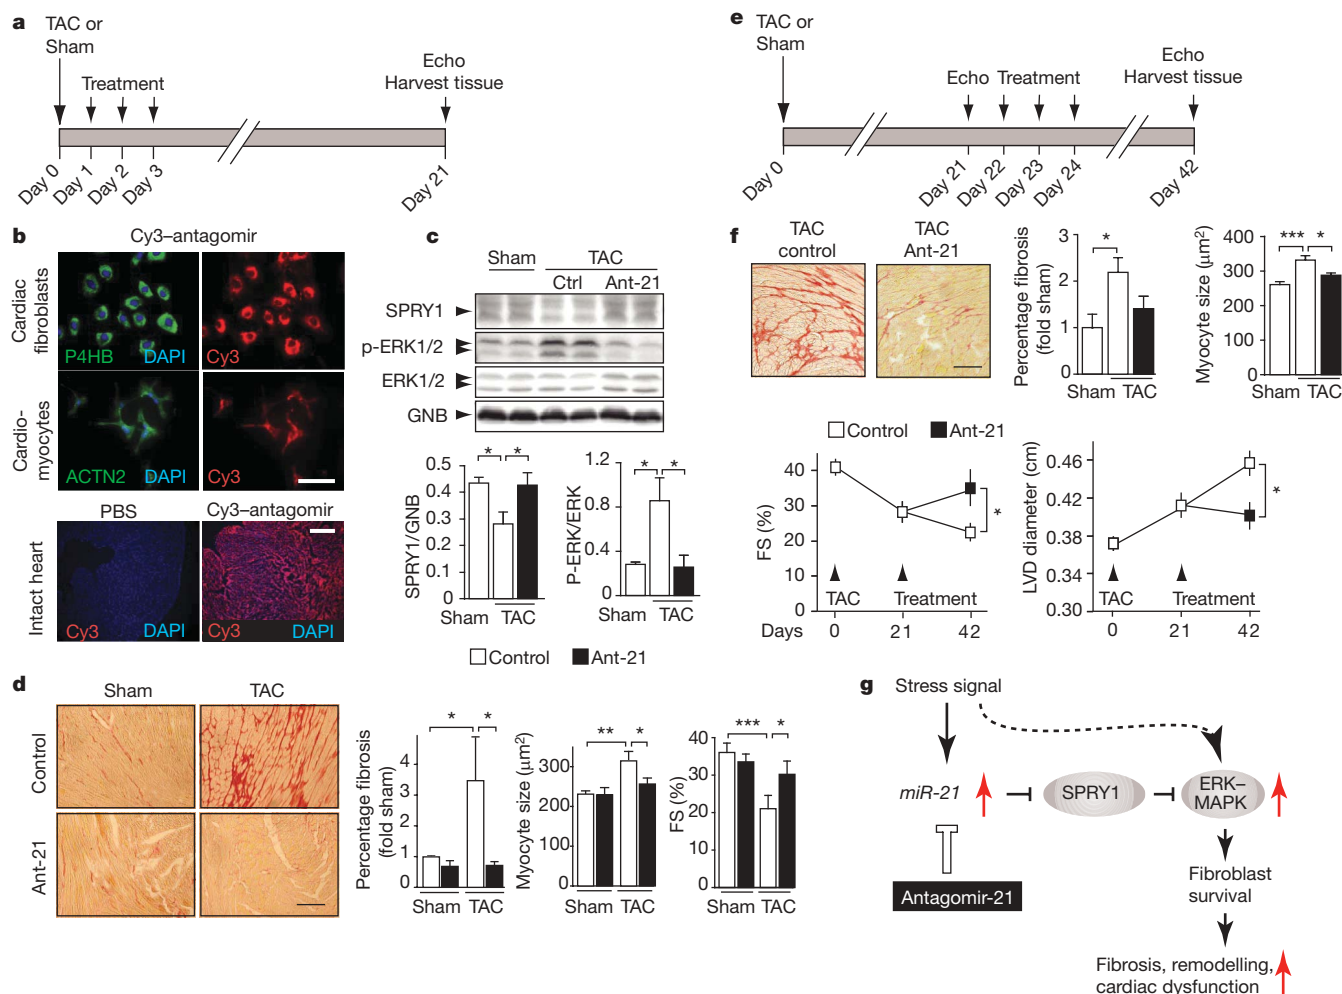 a
TAC or
Sham
Treatment
Echo
Harvest tissue
Day 0
Day 1
Day 2
Day 3
Day 21
b
Cy3–antagomir
Cardiac
fibroblasts
P4HB DAPI
Cy3
Cardio-
myocytes
ACTN2 DAPI
Cy3
PBS
Cy3–antagomir
Intact heart
Cy3 DAPI
Cy3 DAPI
c
Sham TAC
Ctrl Ant-21
SPRY1
p-ERK1/2
ERK1/2
GNB
SPRY1/GNB
0.5
0.4
0.3
0.2
0.1
0
* *
Sham TAC
P-ERK/ERK
1.2
0.8
0.4
0
* *
Sham TAC
Control Ant-21
d
Sham TAC
Control
Ant-21
Percentage fibrosis
(fold sham)
5
4
3
2
1
0
* *
Sham TAC
Myocyte size (μm²)
300
200
100
0
** *
Sham TAC
FS (%)
40
30
20
10
0
*** *
Sham TAC
e
TAC or
Sham
Echo Treatment
Echo
Harvest tissue
Day 0
Day 21
Day 22
Day 23
Day 24
Day 42
f
TAC
control
TAC
Ant-21
Percentage fibrosis
(fold sham)
3
2
1
0
*
Sham TAC
Myocyte size (μm²)
400
300
200
100
0
*** *
Sham TAC
Control Ant-21
FS (%)
40
30
20
10
0
*
TAC Treatment
Days 0 21 42
LVD diameter (cm)
0.46
0.42
0.38
0.34
0.30
*
TAC Treatment
0 21 42
g
Stress signal
miR-21
SPRY1
ERK–
MAPK
Antagomir-21
Fibroblast
survival
Fibrosis, remodelling,
cardiac dysfunction